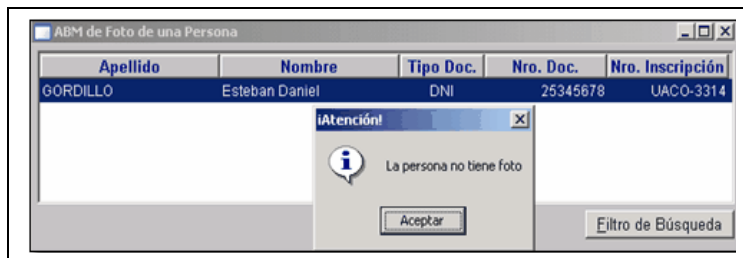 ABM de Foto de una Persona
Apellido Nombre Tipo Doc. Nro. Doc. Nro. Inscripción
GORDILLO Esteban Daniel DNI 25345678 UACO-3314
¡Atención!
La persona no tiene foto
Aceptar
Filtro de Búsqueda